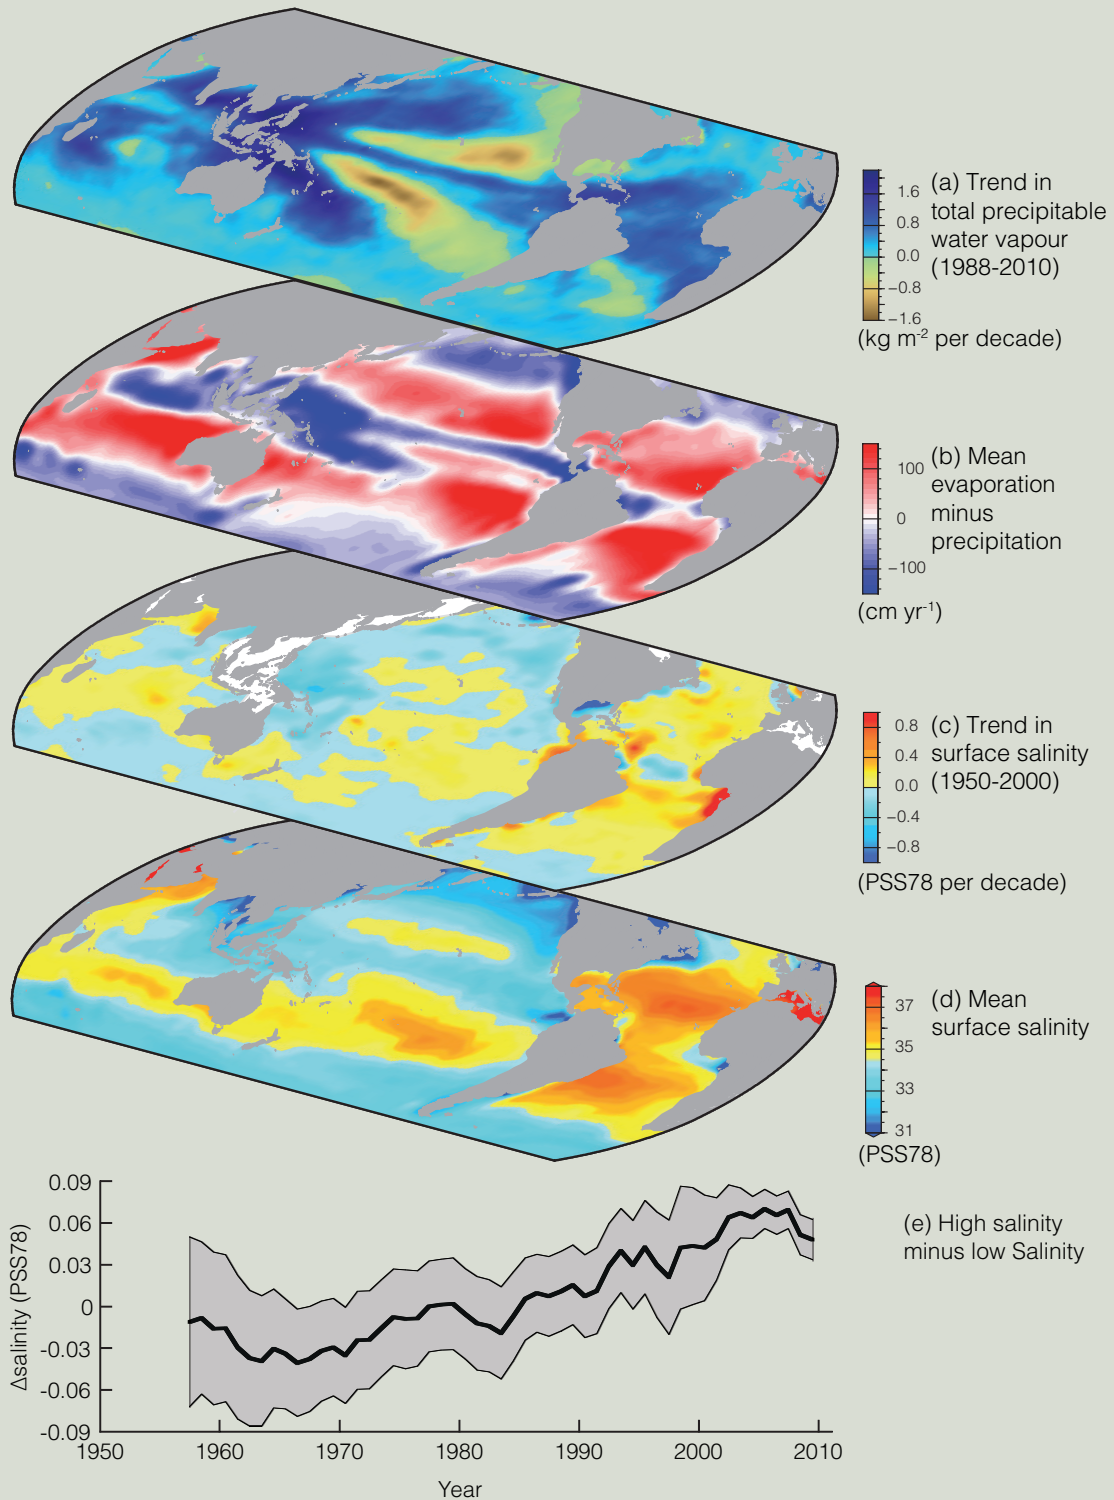 1.6
0.8
0.0
−0.8
−1.6
(a) Trend in
total precipitable
water vapour
(1988-2010)
(kg m⁻² per decade)
100
0
−100
(b) Mean
evaporation
minus
precipitation
(cm yr⁻¹)
0.8
0.4
0.0
−0.4
−0.8
(c) Trend in
surface salinity
(1950-2000)
(PSS78 per decade)
37
35
33
31
(d) Mean
surface salinity
(PSS78)
(e) High salinity
minus low Salinity
Δsalinity (PSS78)
0.09
0.06
0.03
0
-0.03
-0.06
-0.09
1950 1960 1970 1980 1990 2000 2010
Year